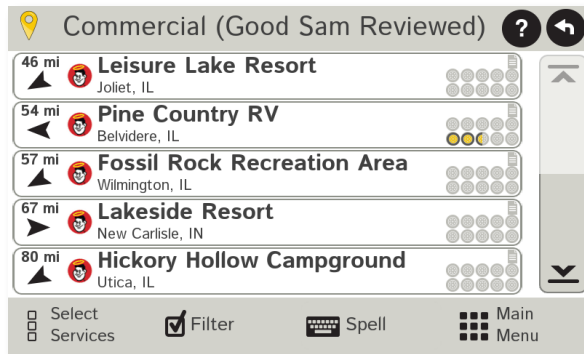 Commercial (Good Sam Reviewed) ?
46 mi Leisure Lake Resort
Joliet, IL
54 mi Pine Country RV
Belvidere, IL
57 mi Fossil Rock Recreation Area
Wilmington, IL
67 mi Lakeside Resort
New Carlisle, IN
80 mi Hickory Hollow Campground
Utica, IL
Select Services
Filter
Spell
Main Menu